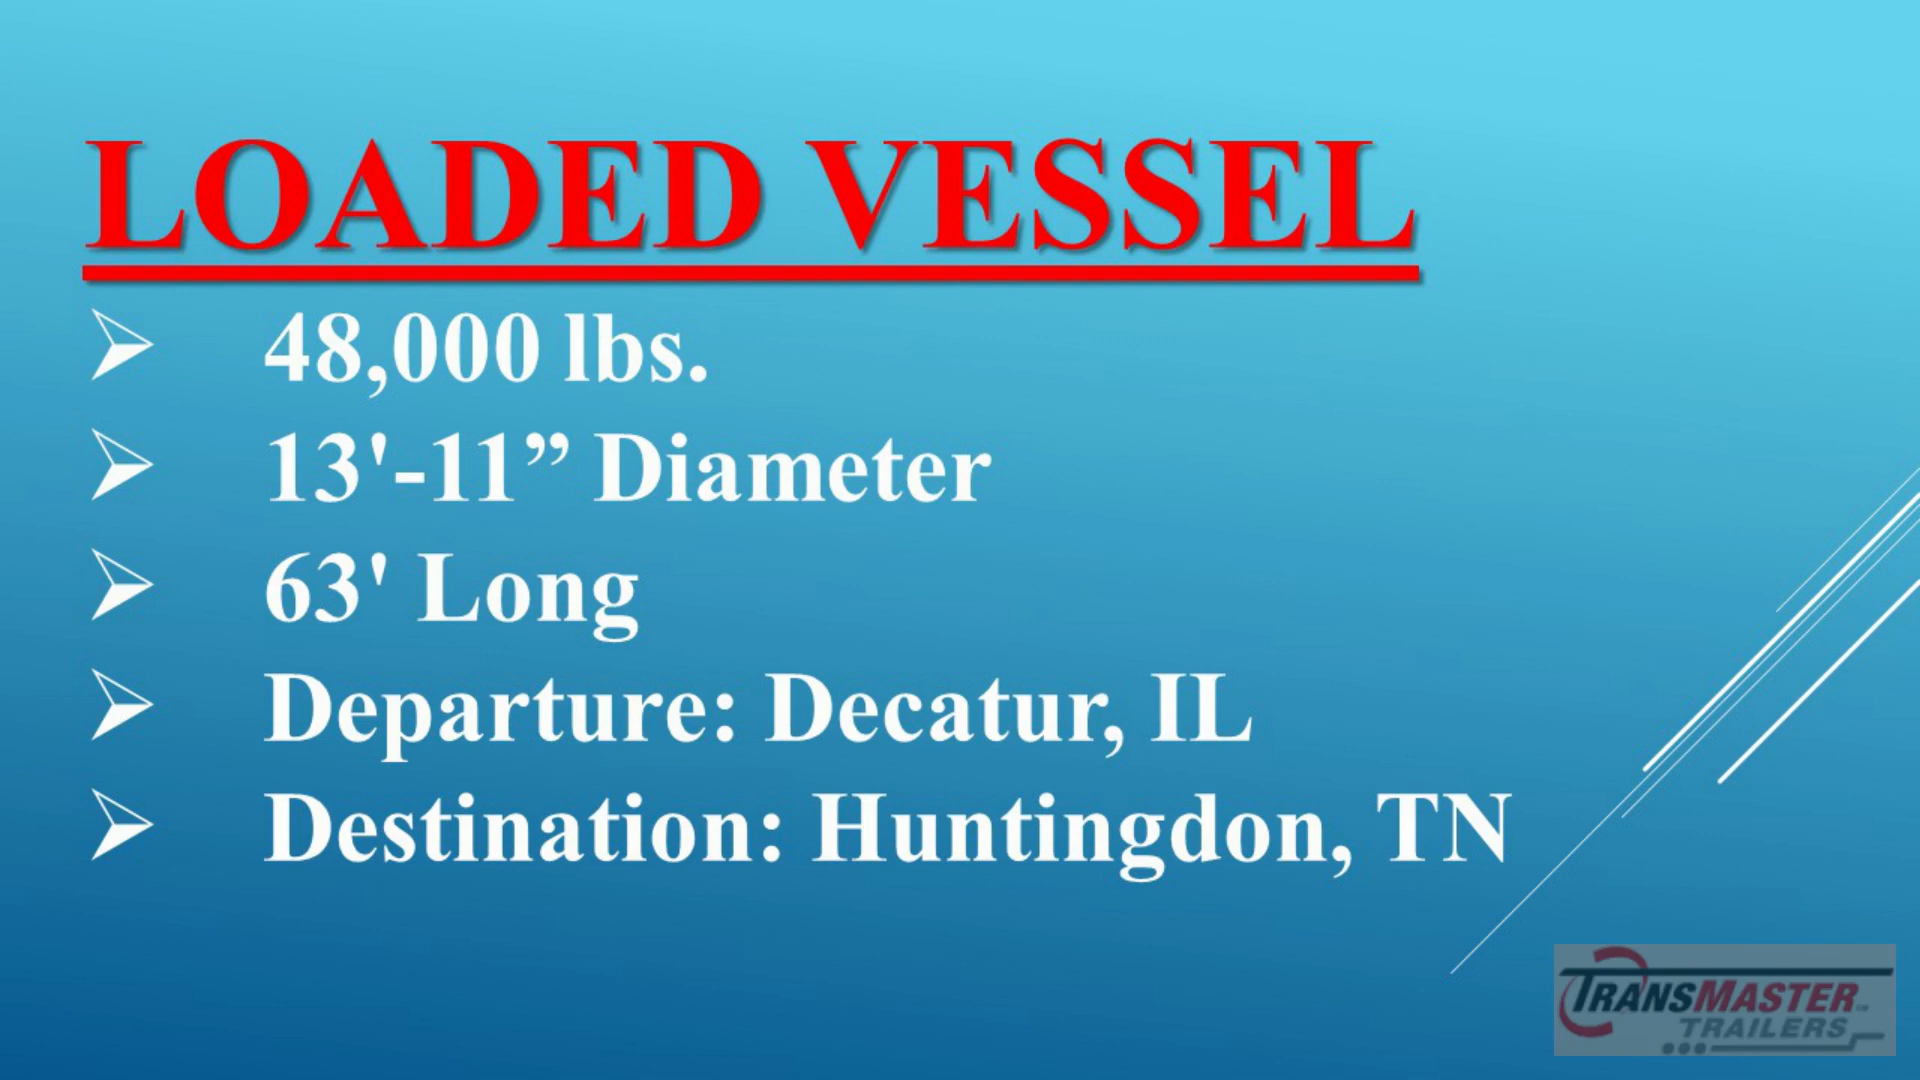 LOADED VESSEL
48,000 lbs.
13'-11” Diameter
63' Long
Departure: Decatur, IL
Destination: Huntingdon, TN
TRANSMASTER
TRAILERS